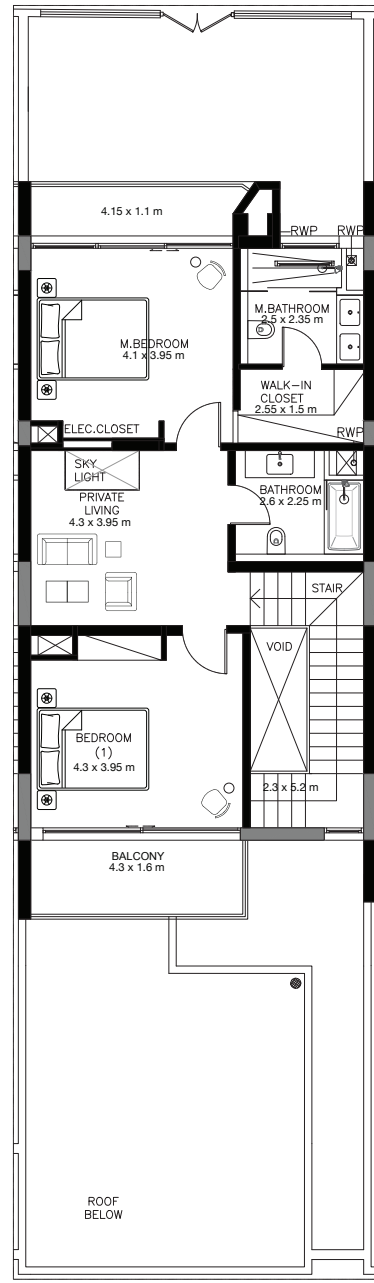 4.15 x 1.1 m
RWP
RWP
M.BATHROOM
2.5 x 2.35 m
M.BEDROOM
4.1 x 3.95 m
WALK-IN
CLOSET
2.55 x 1.5 m
ELEC.CLOSET
RWP
SKY
LIGHT
PRIVATE
LIVING
4.3 x 3.95 m
BATHROOM
2.6 x 2.25 m
STAIR
VOID
BEDROOM
(1)
4.3 x 3.95 m
2.3 x 5.2 m
BALCONY
4.3 x 1.6 m
ROOF
BELOW